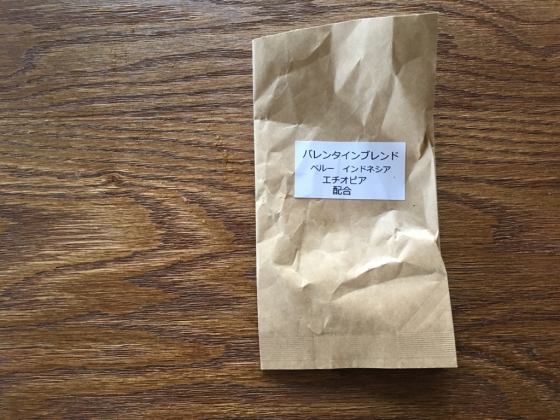 バレンタインブレンド
ペルー　インドネシア
エチオピア
配合